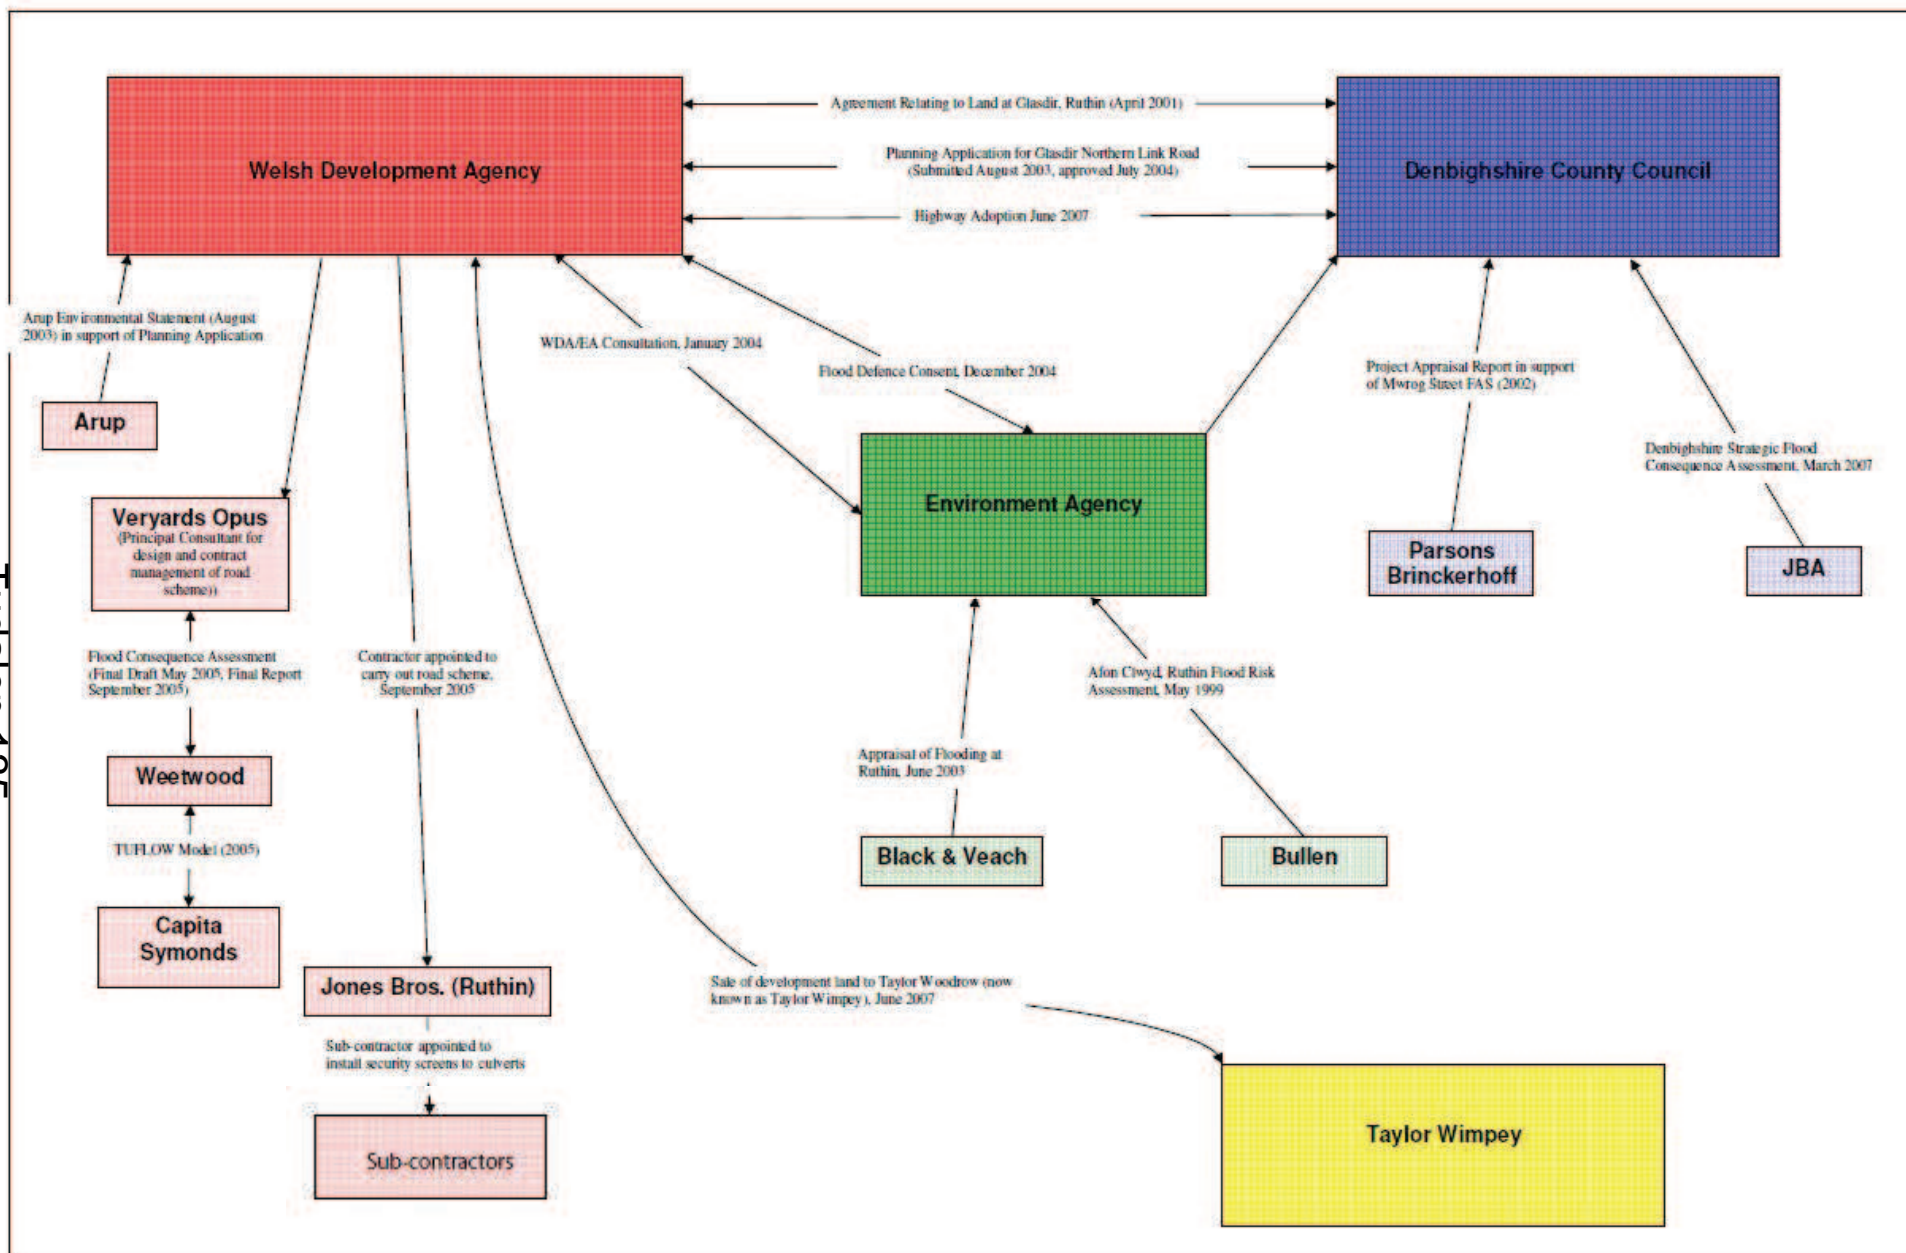 Agreement Relating to Land at Glasdir, Ruthin (April 2001)
Welsh Development Agency
Planning Application for Glasdir Northern Link Road
(Submitted August 2003, approved July 2004)
Denbighshire County Council
Highway Adoption June 2007
Arup Environmental Statement (August
2003) in support of Planning Application
WDA/EA Consultation, January 2004
Flood Defence Consent, December 2004
Project Appraisal Report in support
of Mwrog Street FAS (2002)
Arup
Denbighshire Strategic Flood
Consequence Assessment, March 2007
Veryards Opus
(Principal Consultant for
design and contract
management of road
scheme))
Environment Agency
Parsons
Brinckerhoff
JBA
Flood Consequence Assessment
(Final Draft May 2005, Final Report
September 2005)
Contractor appointed to
carry out road scheme,
September 2005
Afon Clwyd, Ruthin Flood Risk
Assessment, May 1999
Weetwood
Appraisal of Flooding at
Ruthin, June 2003
TUFLOW Model (2005)
Black & Veach
Bullen
Capita
Symonds
Jones Bros. (Ruthin)
Sale of development land to Taylor Woodrow (now
known as Taylor Wimpey), June 2007
Sub-contractor appointed to
install security screens to culverts
Sub-contractors
Taylor Wimpey